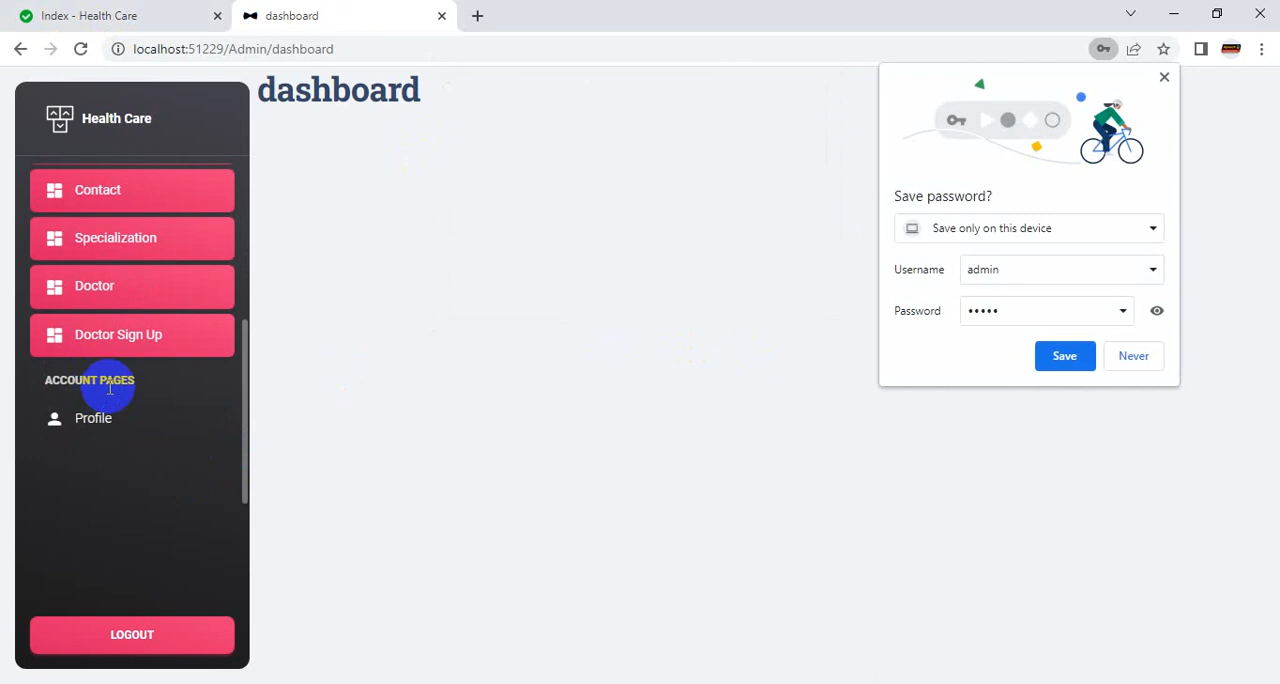 Index - Health Care
dashboard
localhost:51229/Admin/dashboard
dashboard
Health Care
Contact
Specialization
Doctor
Doctor Sign Up
ACCOUNT PAGES
Profile
LOGOUT
Save password?
Save only on this device
Username admin
Password •••••
Save Never